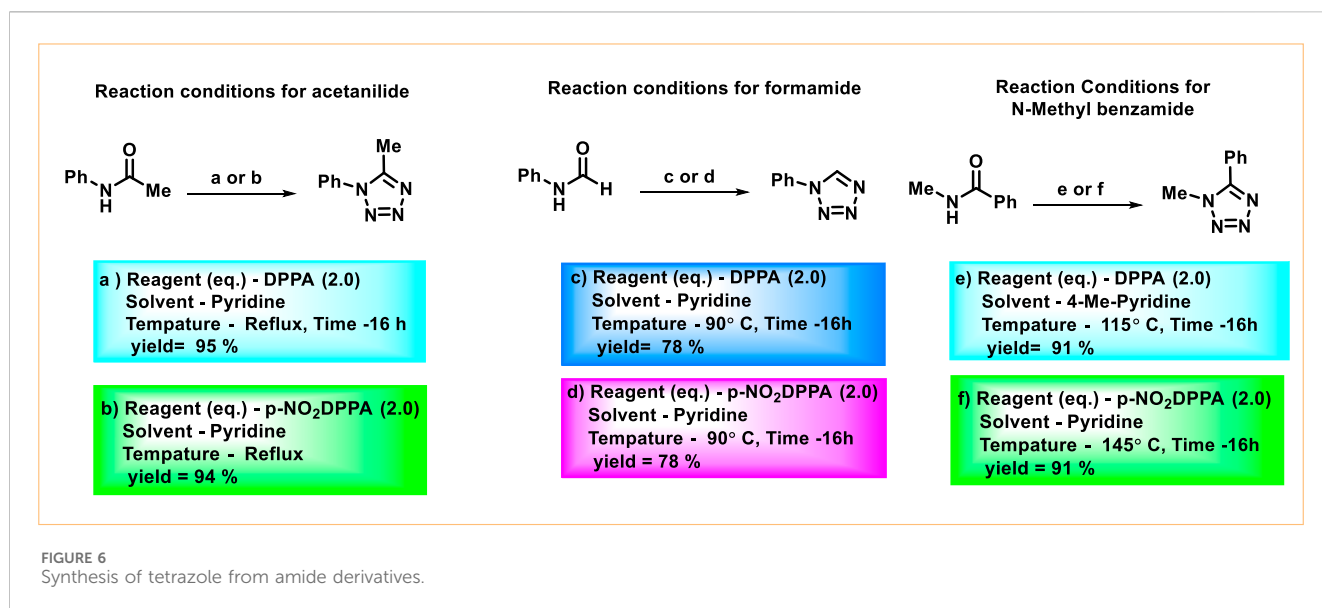 Reaction conditions for acetanilide
Ph
N
H
O
Me
a or b
Me
Ph
N
N
N=N
a ) Reagent (eq.) - DPPA (2.0)
Solvent - Pyridine
Tempature - Reflux, Time -16 h
yield= 95 %
b) Reagent (eq.) - p-NO₂DPPA (2.0)
Solvent - Pyridine
Tempature - Reflux
yield = 94 %
Reaction conditions for formamide
Ph
N
H
O
H
c or d
Ph
N
N
N=N
c) Reagent (eq.) - DPPA (2.0)
Solvent - Pyridine
Tempature - 90° C, Time -16h
yield= 78 %
d) Reagent (eq.) - p-NO₂DPPA (2.0)
Solvent - Pyridine
Tempature - 90° C, Time -16h
yield = 78 %
Reaction Conditions for
N-Methyl benzamide
Me
N
H
O
Ph
e or f
Ph
Me
N
N
N=N
e) Reagent (eq.) - DPPA (2.0)
Solvent - 4-Me-Pyridine
Tempature - 115° C, Time -16h
yield= 91 %
f) Reagent (eq.) - p-NO₂DPPA (2.0)
Solvent - Pyridine
Tempature - 145° C, Time -16h
yield = 91 %
FIGURE 6
Synthesis of tetrazole from amide derivatives.